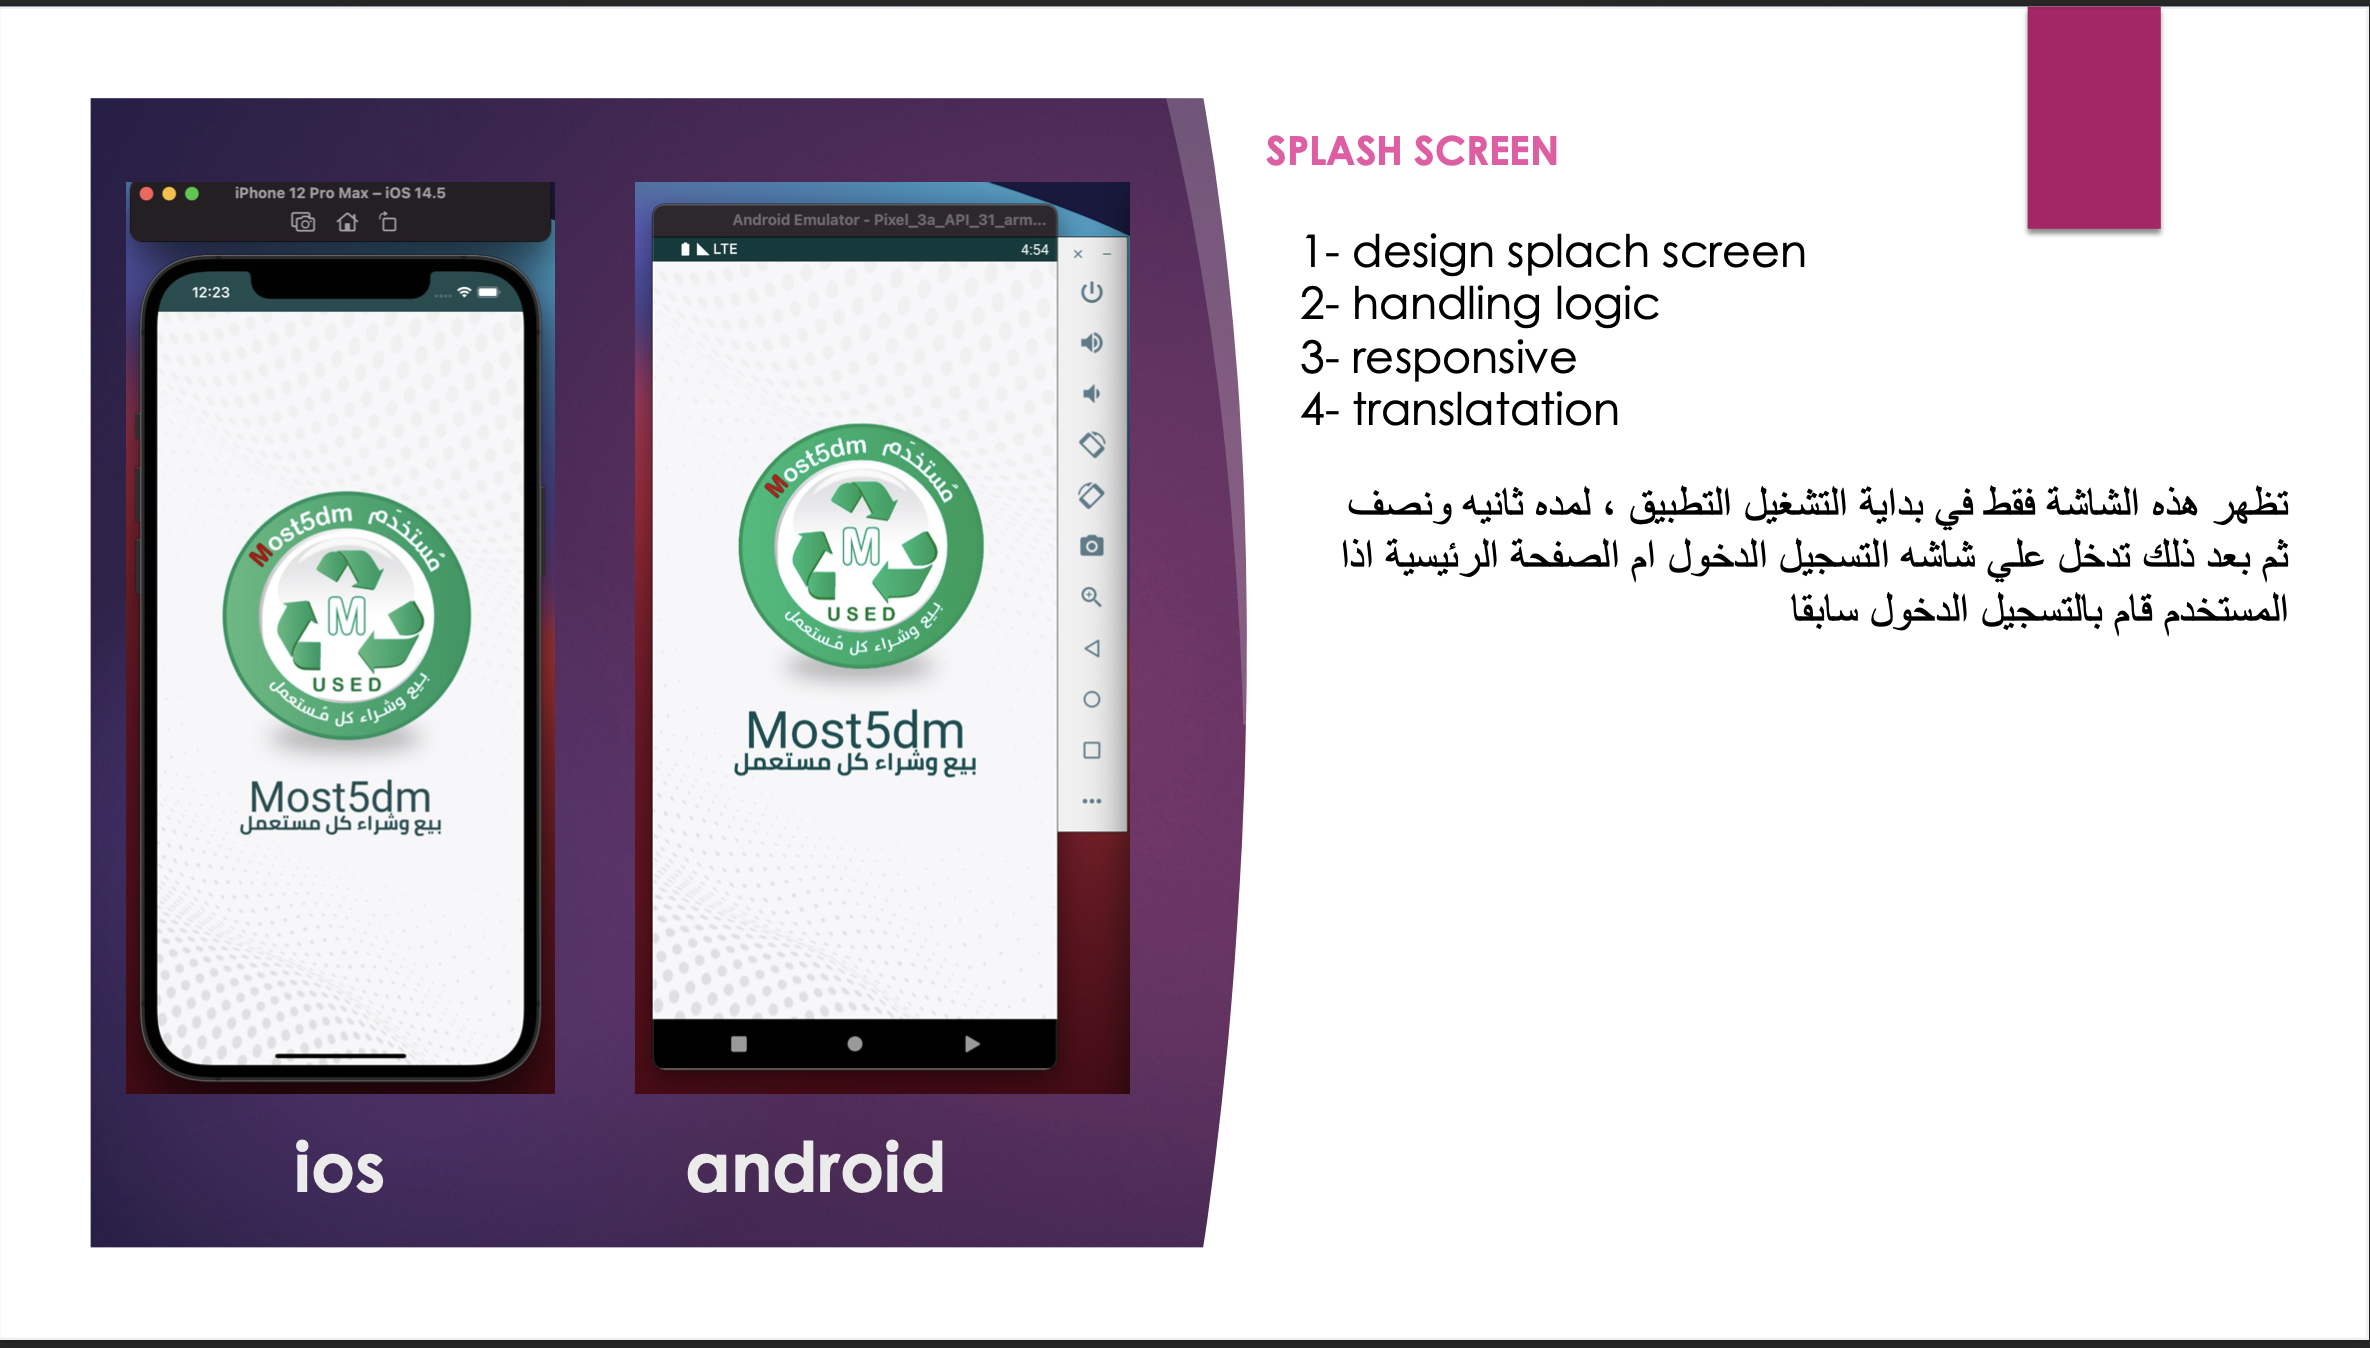 SPLASH SCREEN
1- design splach screen
2- handling logic
3- responsive
4- translatation
تظهر هذه الشاشة فقط في بداية التشغيل التطبيق ، لمده ثانيه ونصف
ثم بعد ذلك تدخل علي شاشه التسجيل الدخول ام الصفحة الرئيسية اذا
المستخدم قام بالتسجيل الدخول سابقا
iPhone 12 Pro Max – iOS 14.5
12:23
Most5dm مُستخدَم
M
USED
بيع وشراء كل مُستعمل
Most5dm
بيع وشراء كل مستعمل
ios
Android Emulator - Pixel_3a_API_31_arm...
LTE 4:54
Most5dm مُستخدَم
M
USED
بيع وشراء كل مُستعمل
Most5dm
بيع وشراء كل مستعمل
android